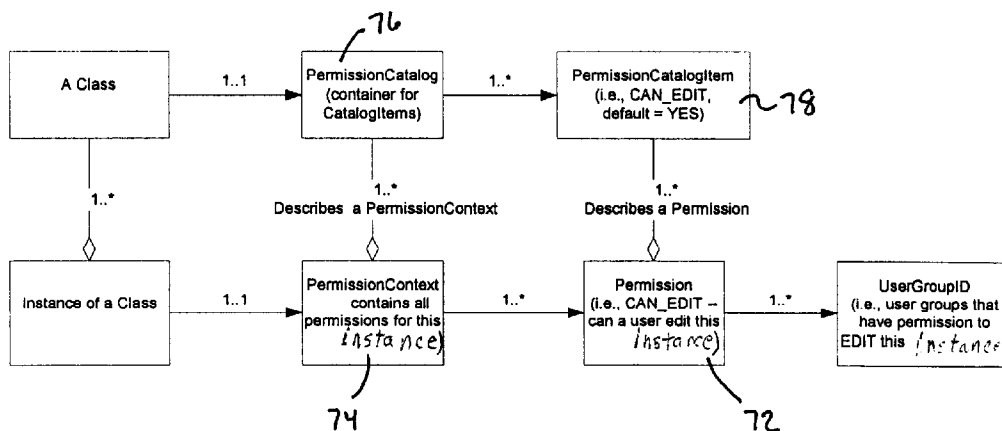 76
A Class
1..1
PermissionCatalog
(container for
CatalogItems)
1..*
PermissionCatalogItem
(i.e., CAN_EDIT,
default = YES)
78
1..*
1..*
Describes a PermissionContext
1..*
Describes a Permission
Instance of a Class
1..1
PermissionContext
contains all
permissions for this
Instance)
1..*
Permission
(i.e., CAN_EDIT –
can a user edit this
Instance)
1..*
UserGroupID
(i.e., user groups that
have permission to
EDIT this Instance
74
72